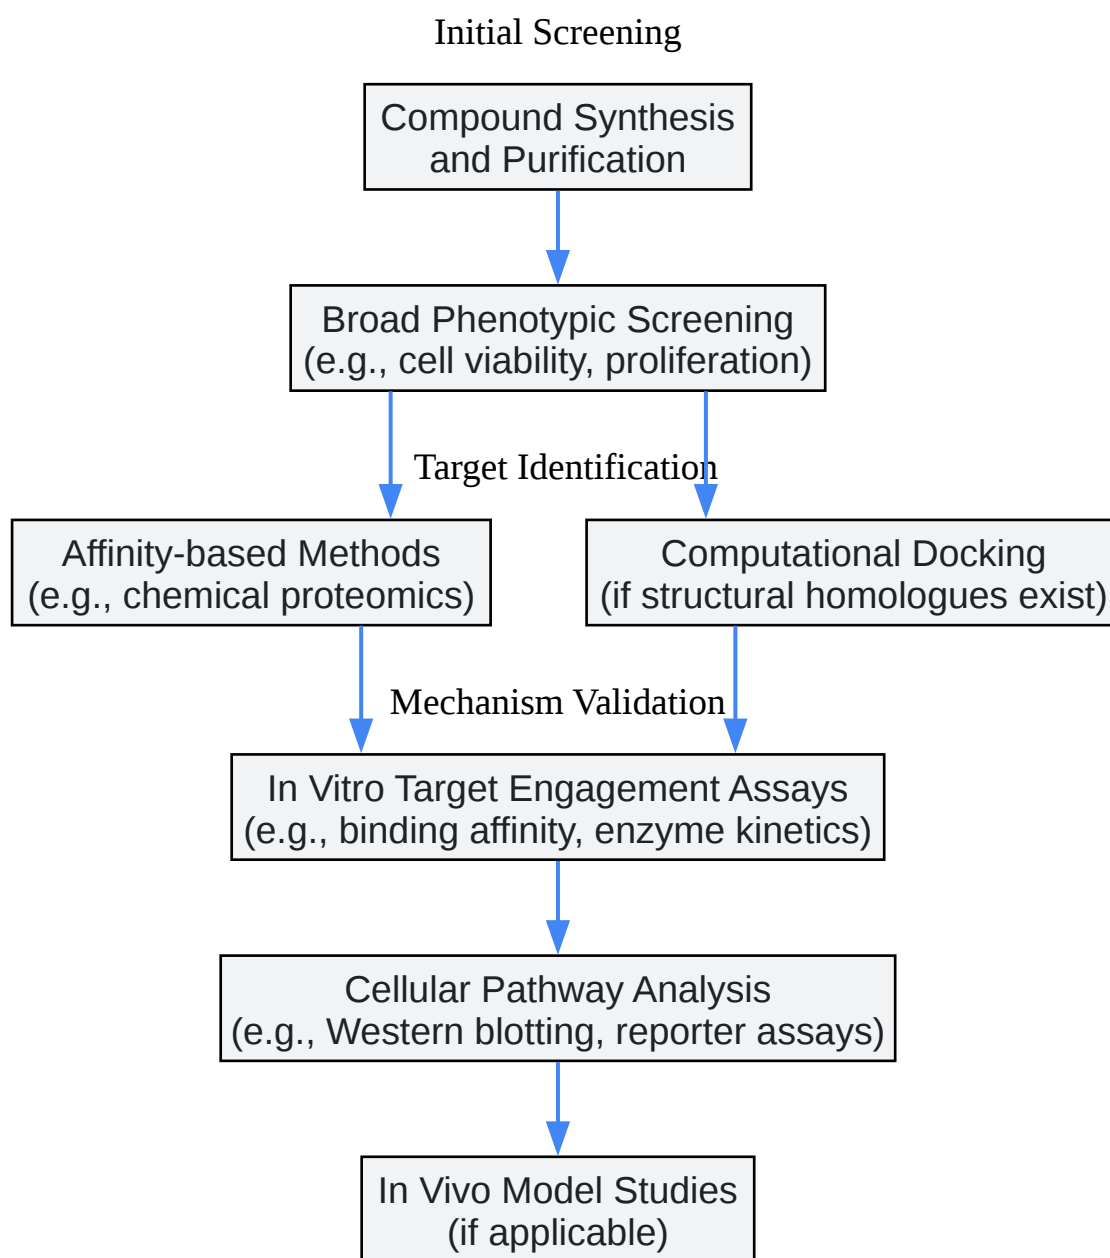 Initial Screening
Compound Synthesis
and Purification
Broad Phenotypic Screening
(e.g., cell viability, proliferation)
Target Identification
Affinity-based Methods
(e.g., chemical proteomics)
Computational Docking
(if structural homologues exist)
Mechanism Validation
In Vitro Target Engagement Assays
(e.g., binding affinity, enzyme kinetics)
Cellular Pathway Analysis
(e.g., Western blotting, reporter assays)
In Vivo Model Studies
(if applicable)